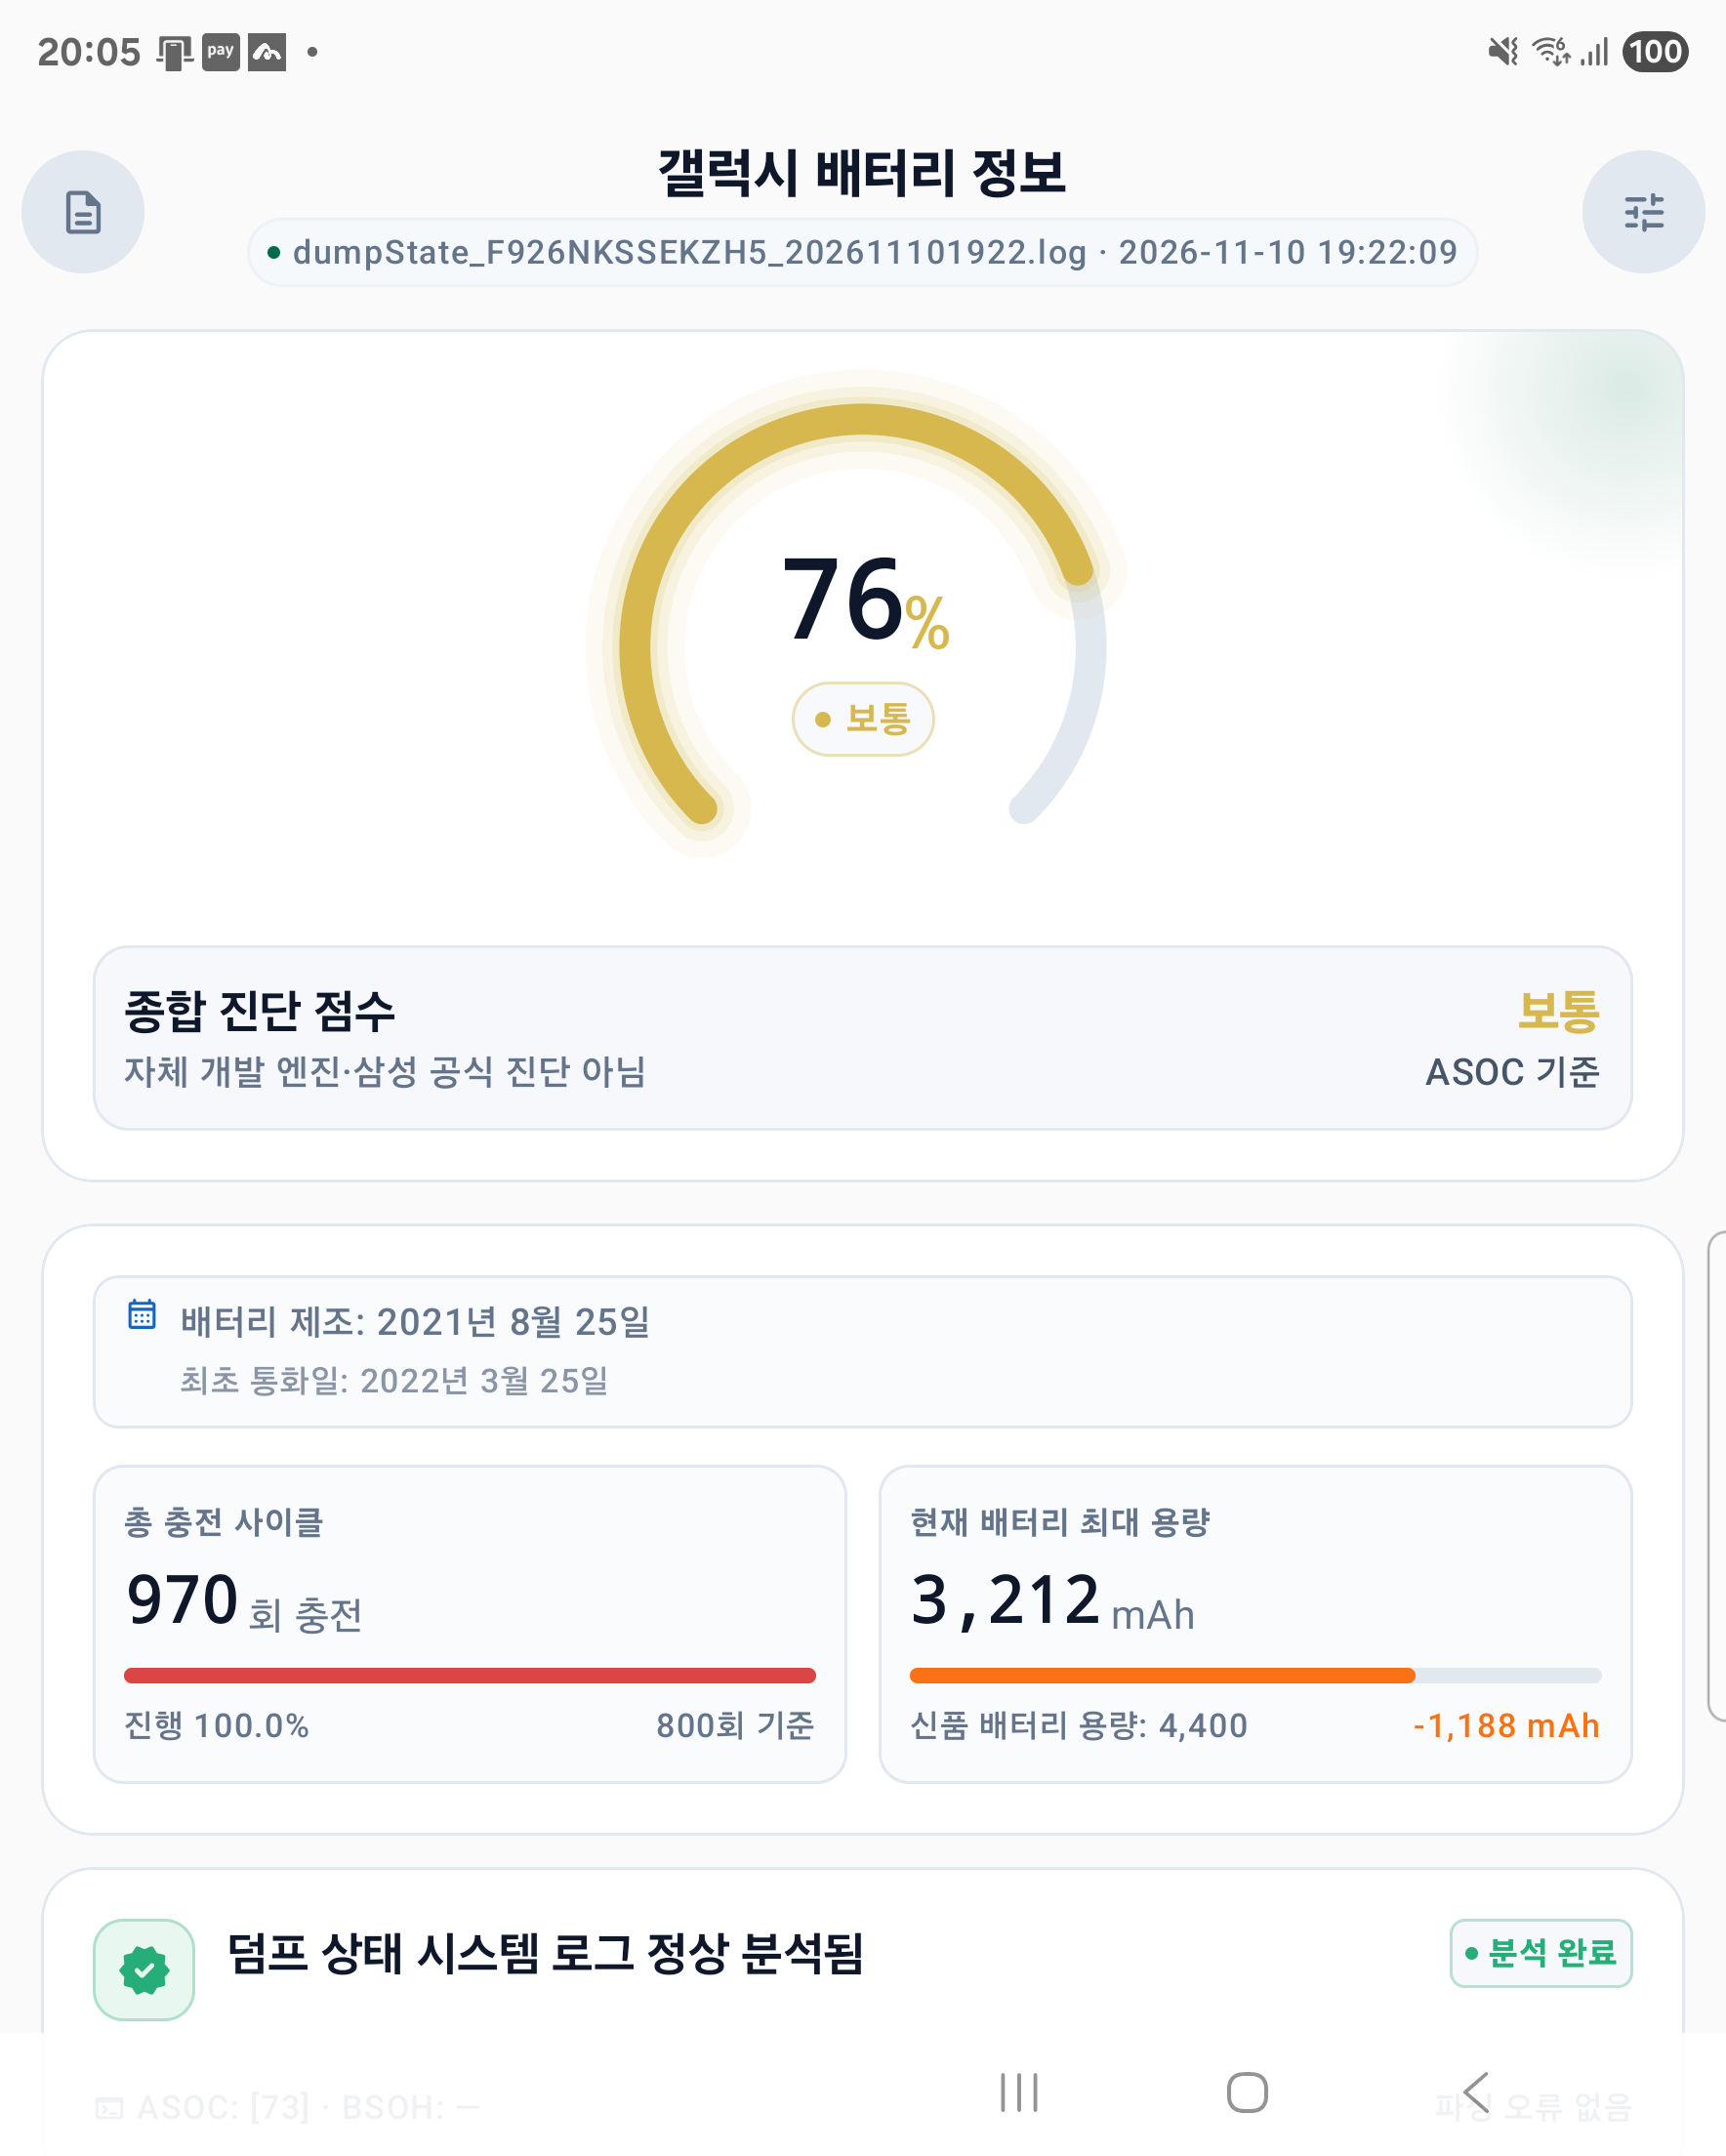 20:05 pay 6 100
갤럭시 배터리 정보
dumpState_F926NKSSEKZH5_202611101922.log · 2026-11-10 19:22:09
76%
보통
종합 진단 점수 보통
자체 개발 엔진·삼성 공식 진단 아님 ASOC 기준
배터리 제조: 2021년 8월 25일
최초 통화일: 2022년 3월 25일
총 충전 사이클
970 회 충전
진행 100.0% 800회 기준
현재 배터리 최대 용량
3,212 mAh
신품 배터리 용량: 4,400 -1,188 mAh
덤프 상태 시스템 로그 정상 분석됨 분석 완료
ASOC: [73] · BSOH: — 파싱 오류 없음